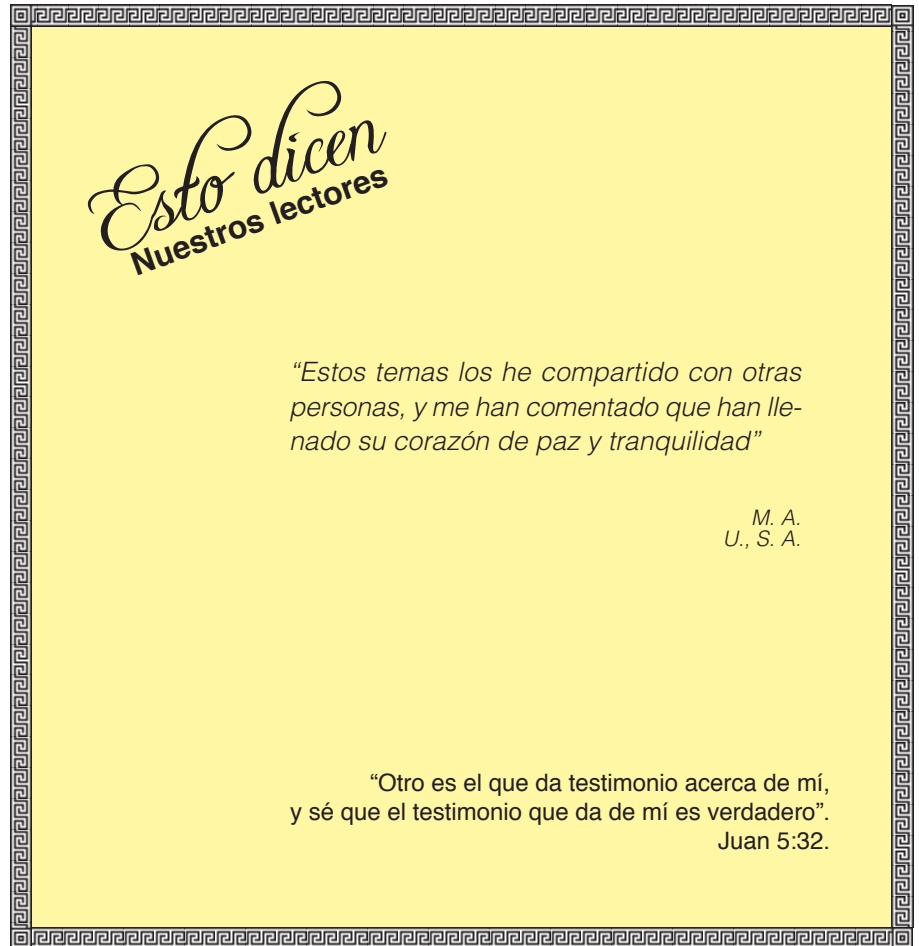 Esto dicen
Nuestros lectores
“Estos temas los he compartido con otras
personas, y me han comentado que han lle-
nado su corazón de paz y tranquilidad”
M. A.
U., S. A.
“Otro es el que da testimonio acerca de mí,
y sé que el testimonio que da de mí es verdadero”.
Juan 5:32.